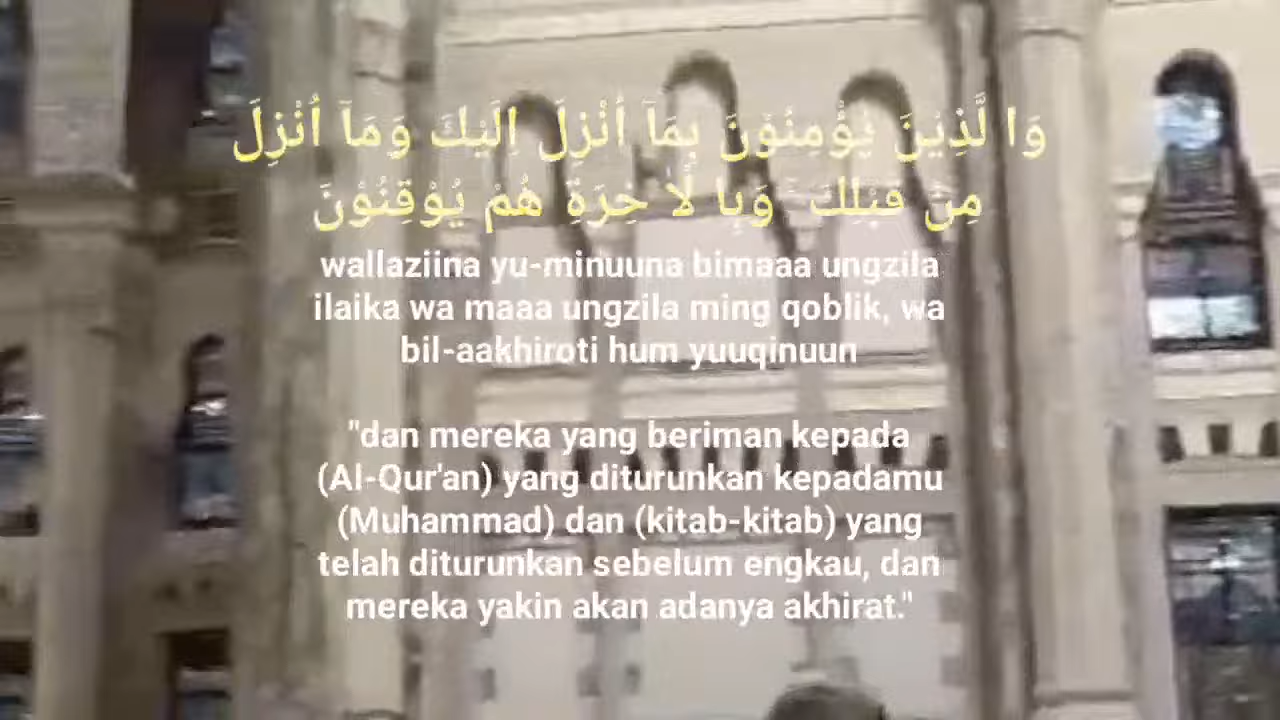 وَا لَّذِيْنَ يُؤْمِنُوْنَ بِمَاۤ اُنْزِلَ اِلَيْكَ وَمَاۤ اُنْزِلَ
مِنْ قَبْلِكَ ۚ وَبِا لْاٰ خِرَةِ هُمْ يُوْقِنُوْنَ
wallaziina yu-minuuna bimaaa ungzila
ilaika wa maaa ungzila ming qoblik, wa
bil-aakhiroti hum yuuqinuun
"dan mereka yang beriman kepada
(Al-Qur'an) yang diturunkan kepadamu
(Muhammad) dan (kitab-kitab) yang
telah diturunkan sebelum engkau, dan
mereka yakin akan adanya akhirat."